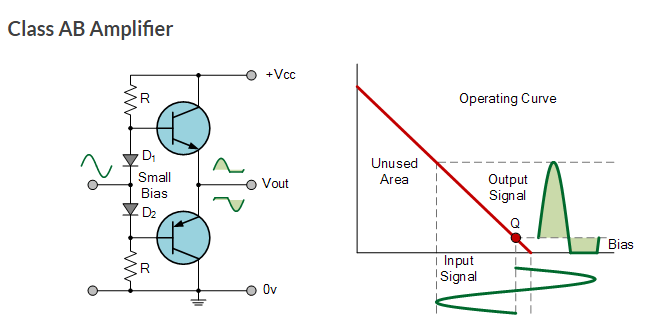 Class AB Amplifier
+Vcc
R
D1
Small
Bias
D2
Vout
R
0v
Operating Curve
Unused
Area
Output
Signal
Q
Bias
Input
Signal